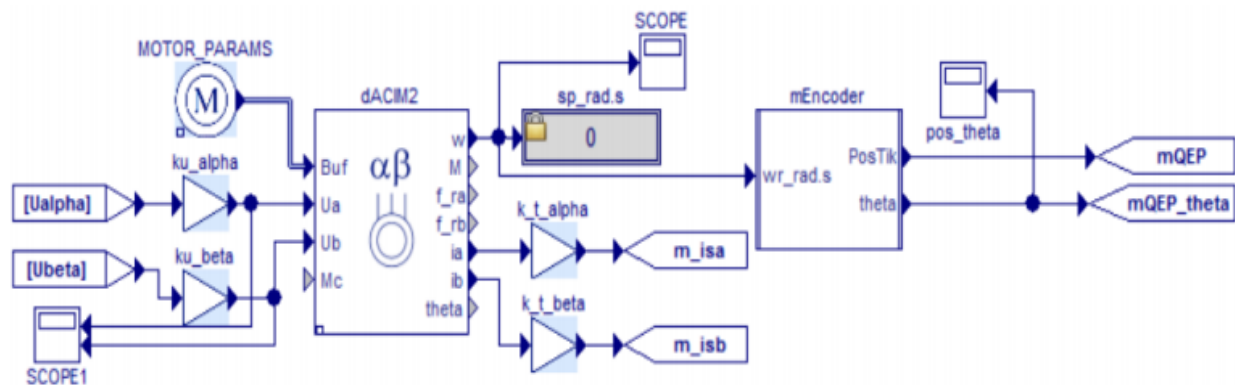 SCOPE
MOTOR_PARAMS
M
dACIM2
sp_rad.s
0
mEncoder
pos_theta
ku_alpha
[Ualpha]
ku_beta
[Ubeta]
SCOPE1
Buf
Ua
Ub
Mc
αβ
w
M
f_ra
f_rb
ia
ib
theta
k_t_alpha
m_isa
k_t_beta
m_isb
wr_rad.s
PosTik
theta
mQEP
mQEP_theta